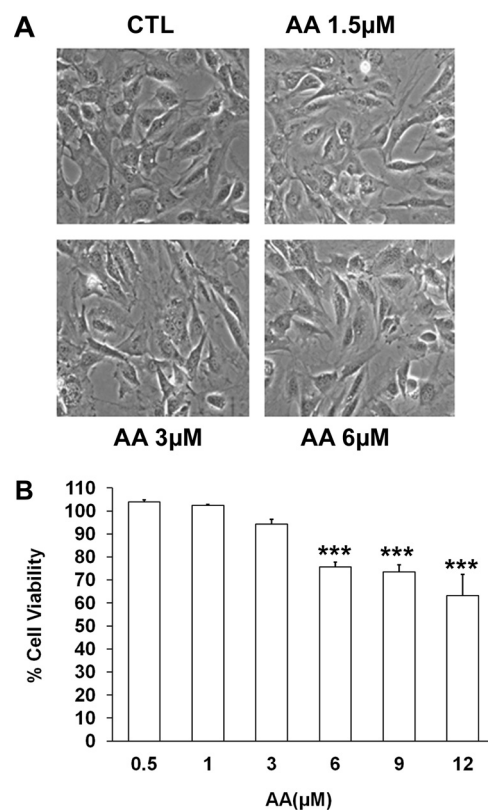 A
CTL
AA 1.5μM
AA 3μM
AA 6μM
B
110
100
90
80
70
60
50
40
30
20
10
0
% Cell Viability
***
***
***
0.5 1 3 6 9 12
AA(μM)